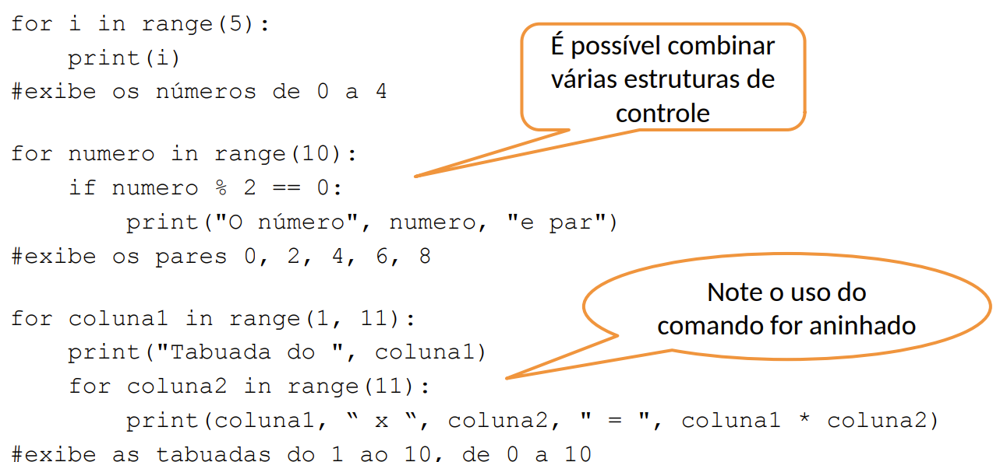 for i in range(5):
    print(i)
#exibe os números de 0 a 4
É possível combinar
várias estruturas de
controle
for numero in range(10):
    if numero % 2 == 0:
        print("O número", numero, "e par")
#exibe os pares 0, 2, 4, 6, 8
Note o uso do
comando for aninhado
for coluna1 in range(1, 11):
    print("Tabuada do ", coluna1)
    for coluna2 in range(11):
        print(coluna1, “ x “, coluna2, " = ", coluna1 * coluna2)
#exibe as tabuadas do 1 ao 10, de 0 a 10